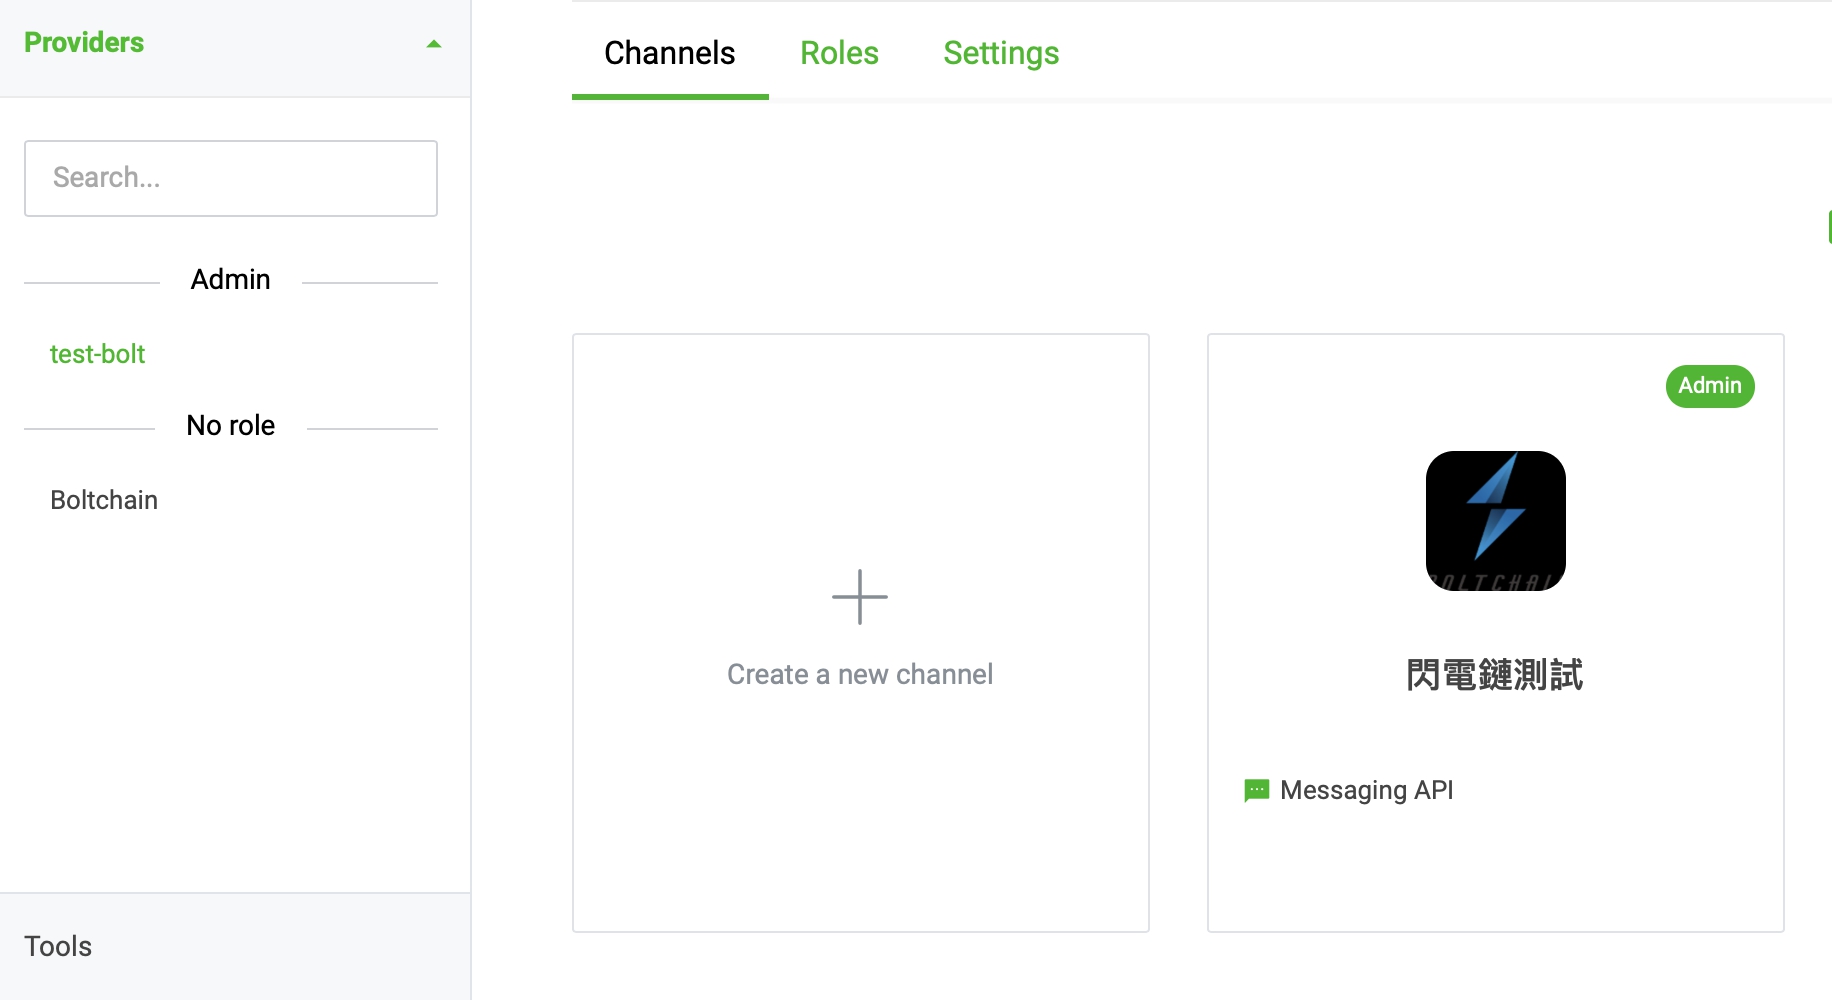 Providers
Search...
Admin
test-bolt
No role
Boltchain
Tools
Channels
Roles
Settings
Create a new channel
Admin
BOLTCHAIN
閃電鏈測試
Messaging API